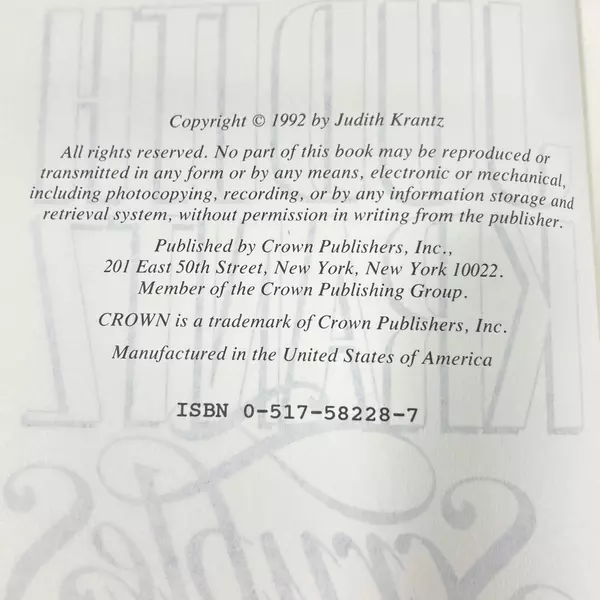 Copyright © 1992 by Judith Krantz
All rights reserved. No part of this book may be reproduced or
transmitted in any form or by any means, electronic or mechanical,
including photocopying, recording, or by any information storage and
retrieval system, without permission in writing from the publisher.
Published by Crown Publishers, Inc.,
201 East 50th Street, New York, New York 10022.
Member of the Crown Publishing Group.
CROWN is a trademark of Crown Publishers, Inc.
Manufactured in the United States of America
ISBN 0-517-58228-7
JUDITH
KRANTZ
Scruples